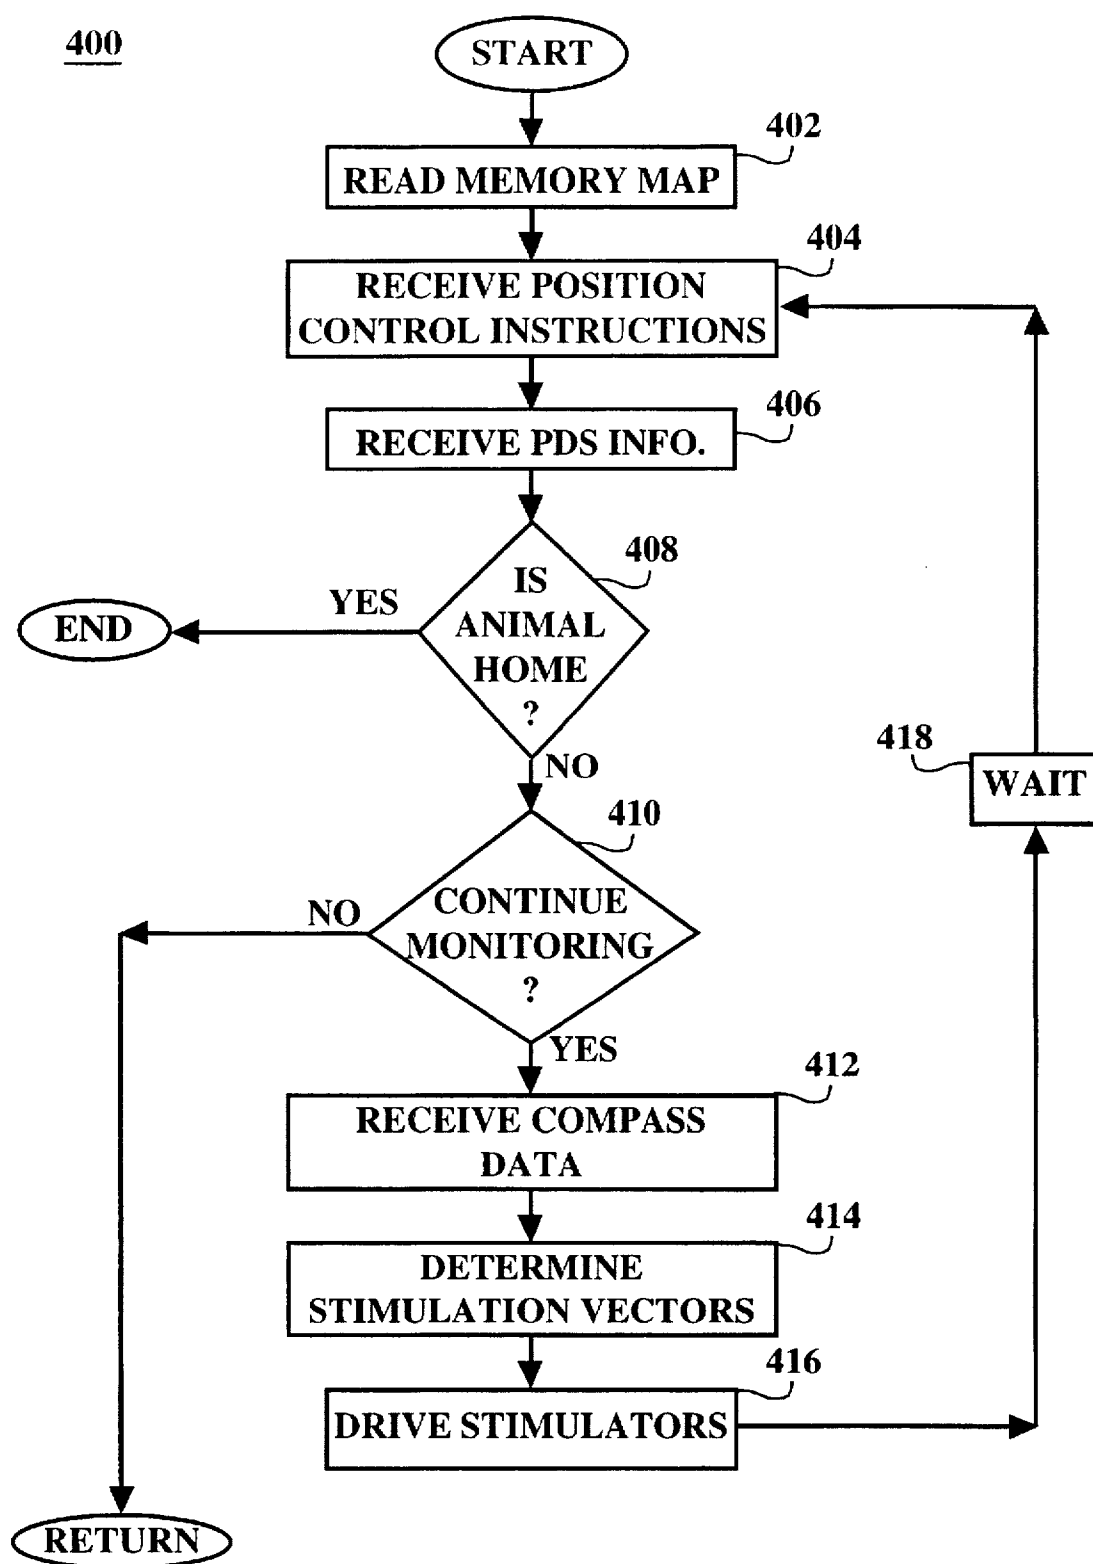 400
START
402
READ MEMORY MAP
404
RECEIVE POSITION
CONTROL INSTRUCTIONS
406
RECEIVE PDS INFO.
408
IS
ANIMAL
HOME
?
YES
END
NO
410
CONTINUE
MONITORING
?
NO
YES
418
WAIT
412
RECEIVE COMPASS
DATA
414
DETERMINE
STIMULATION VECTORS
416
DRIVE STIMULATORS
RETURN